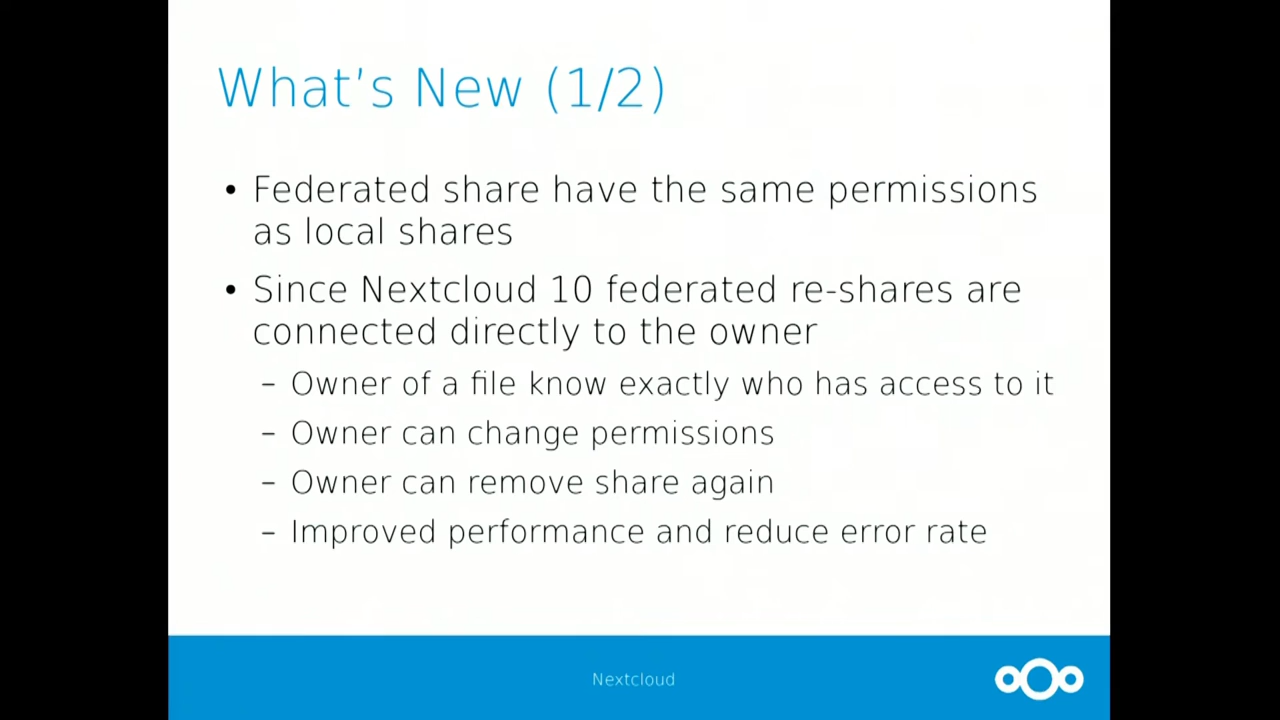 What's New (1/2)
• Federated share have the same permissions
as local shares
• Since Nextcloud 10 federated re-shares are
connected directly to the owner
– Owner of a file know exactly who has access to it
– Owner can change permissions
– Owner can remove share again
– Improved performance and reduce error rate
Nextcloud